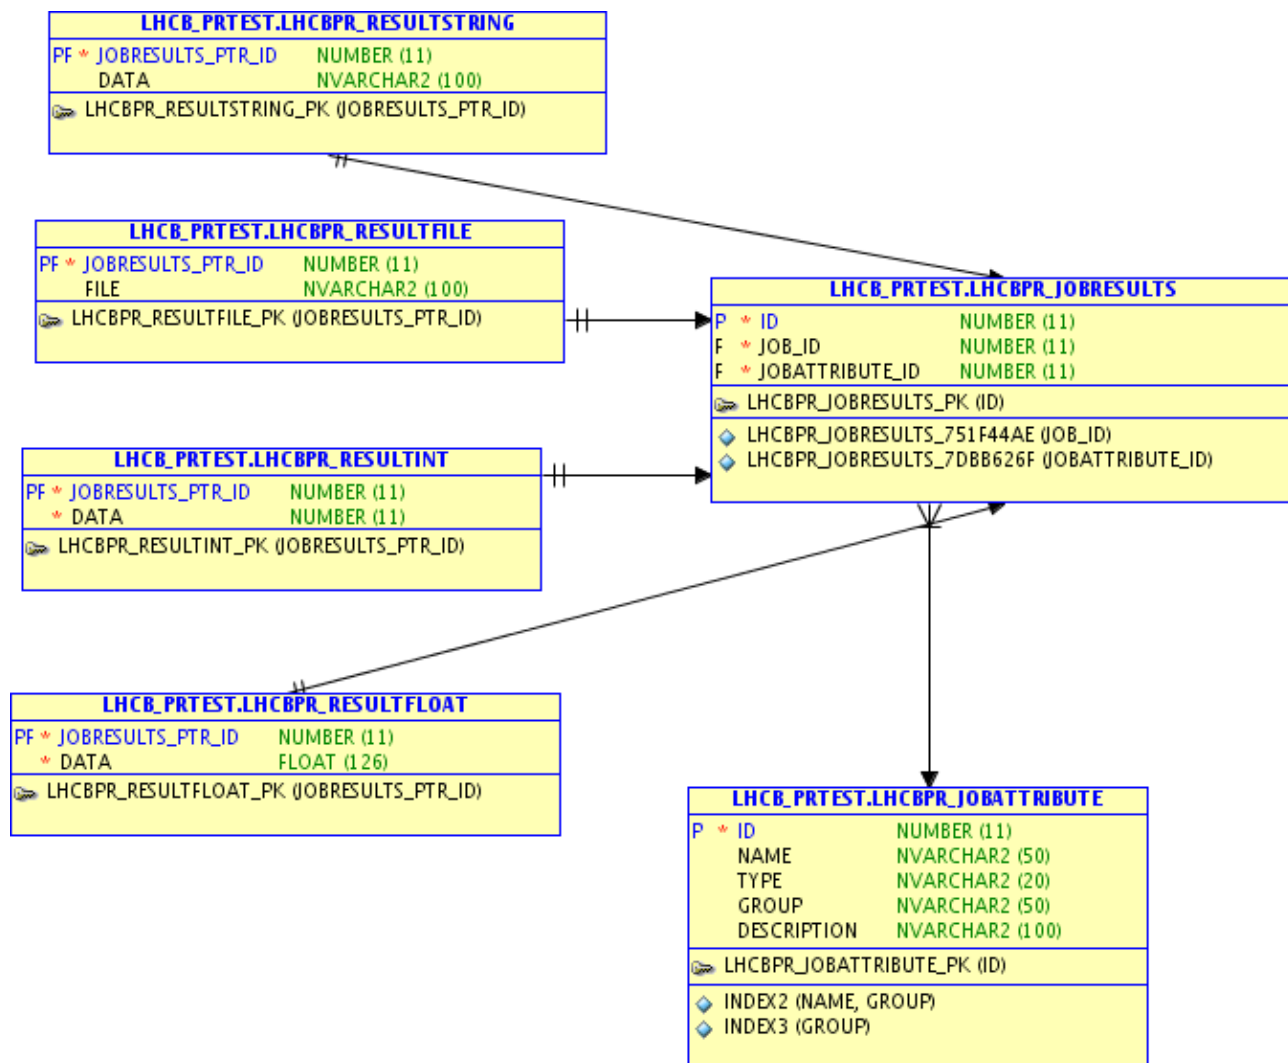 LHCB_PRTEST.LHCBPR_RESULTSTRING
PF * JOBRESULTS_PTR_ID NUMBER (11)
DATA NVARCHAR2 (100)
LHCBPR_RESULTSTRING_PK (JOBRESULTS_PTR_ID)
LHCB_PRTEST.LHCBPR_RESULTFILE
PF * JOBRESULTS_PTR_ID NUMBER (11)
FILE NVARCHAR2 (100)
LHCBPR_RESULTFILE_PK (JOBRESULTS_PTR_ID)
LHCB_PRTEST.LHCBPR_JOBRESULTS
P * ID NUMBER (11)
F * JOB_ID NUMBER (11)
F * JOBATTRIBUTE_ID NUMBER (11)
LHCBPR_JOBRESULTS_PK (ID)
LHCBPR_JOBRESULTS_751F44AE (JOB_ID)
LHCBPR_JOBRESULTS_7DBB626F (JOBATTRIBUTE_ID)
LHCB_PRTEST.LHCBPR_RESULTINT
PF * JOBRESULTS_PTR_ID NUMBER (11)
* DATA NUMBER (11)
LHCBPR_RESULTINT_PK (JOBRESULTS_PTR_ID)
LHCB_PRTEST.LHCBPR_RESULTFLOAT
PF * JOBRESULTS_PTR_ID NUMBER (11)
* DATA FLOAT (126)
LHCBPR_RESULTFLOAT_PK (JOBRESULTS_PTR_ID)
LHCB_PRTEST.LHCBPR_JOBATTRIBUTE
P * ID NUMBER (11)
NAME NVARCHAR2 (50)
TYPE NVARCHAR2 (20)
GROUP NVARCHAR2 (50)
DESCRIPTION NVARCHAR2 (100)
LHCBPR_JOBATTRIBUTE_PK (ID)
INDEX2 (NAME, GROUP)
INDEX3 (GROUP)